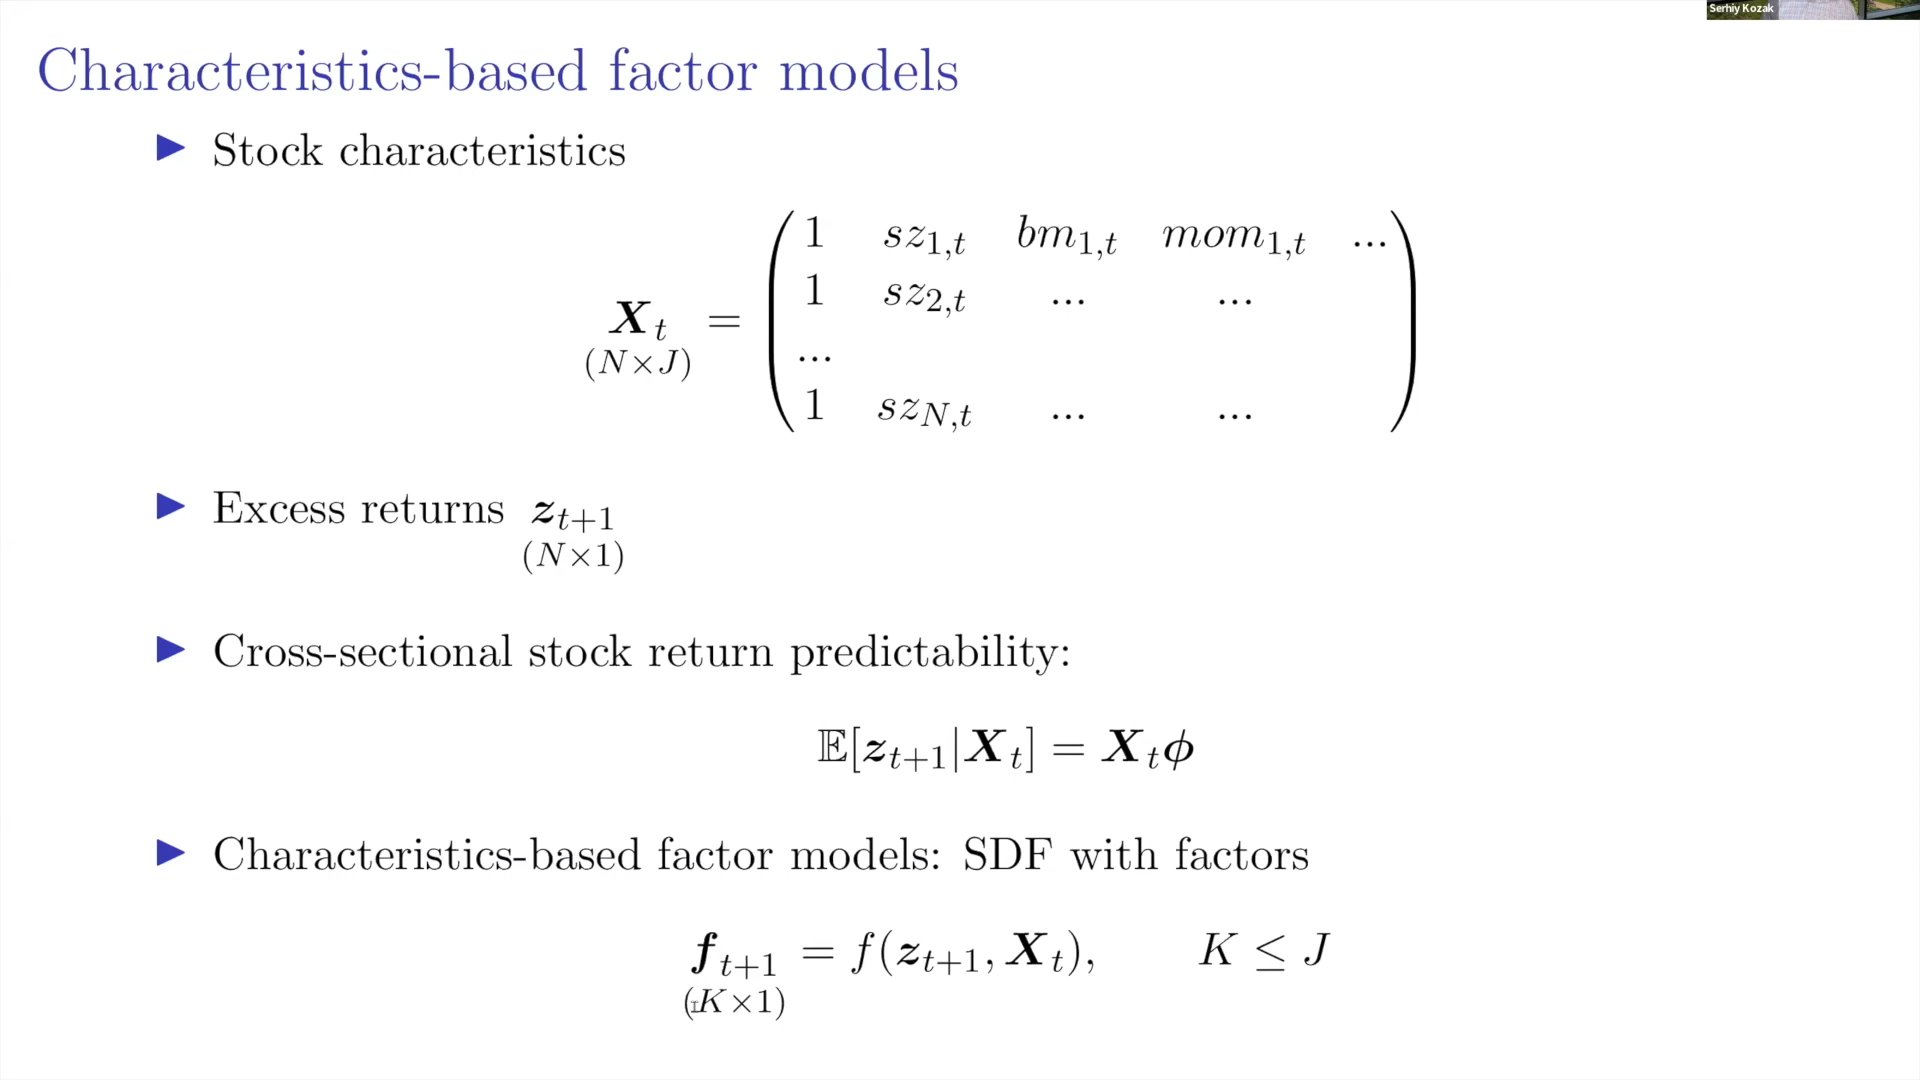 Serhiy Kozak
Characteristics-based factor models
▶ Stock characteristics
1 sz_{1,t} bm_{1,t} mom_{1,t} ...
1 sz_{2,t} ... ...
X_t =
(N×J)
...
1 sz_{N,t} ... ...
▶ Excess returns z_{t+1}
(N×1)
▶ Cross-sectional stock return predictability:
𝔼[z_{t+1}|X_t] = X_tϕ
▶ Characteristics-based factor models: SDF with factors
f_{t+1} = f(z_{t+1}, X_t), K ≤ J
(K×1)